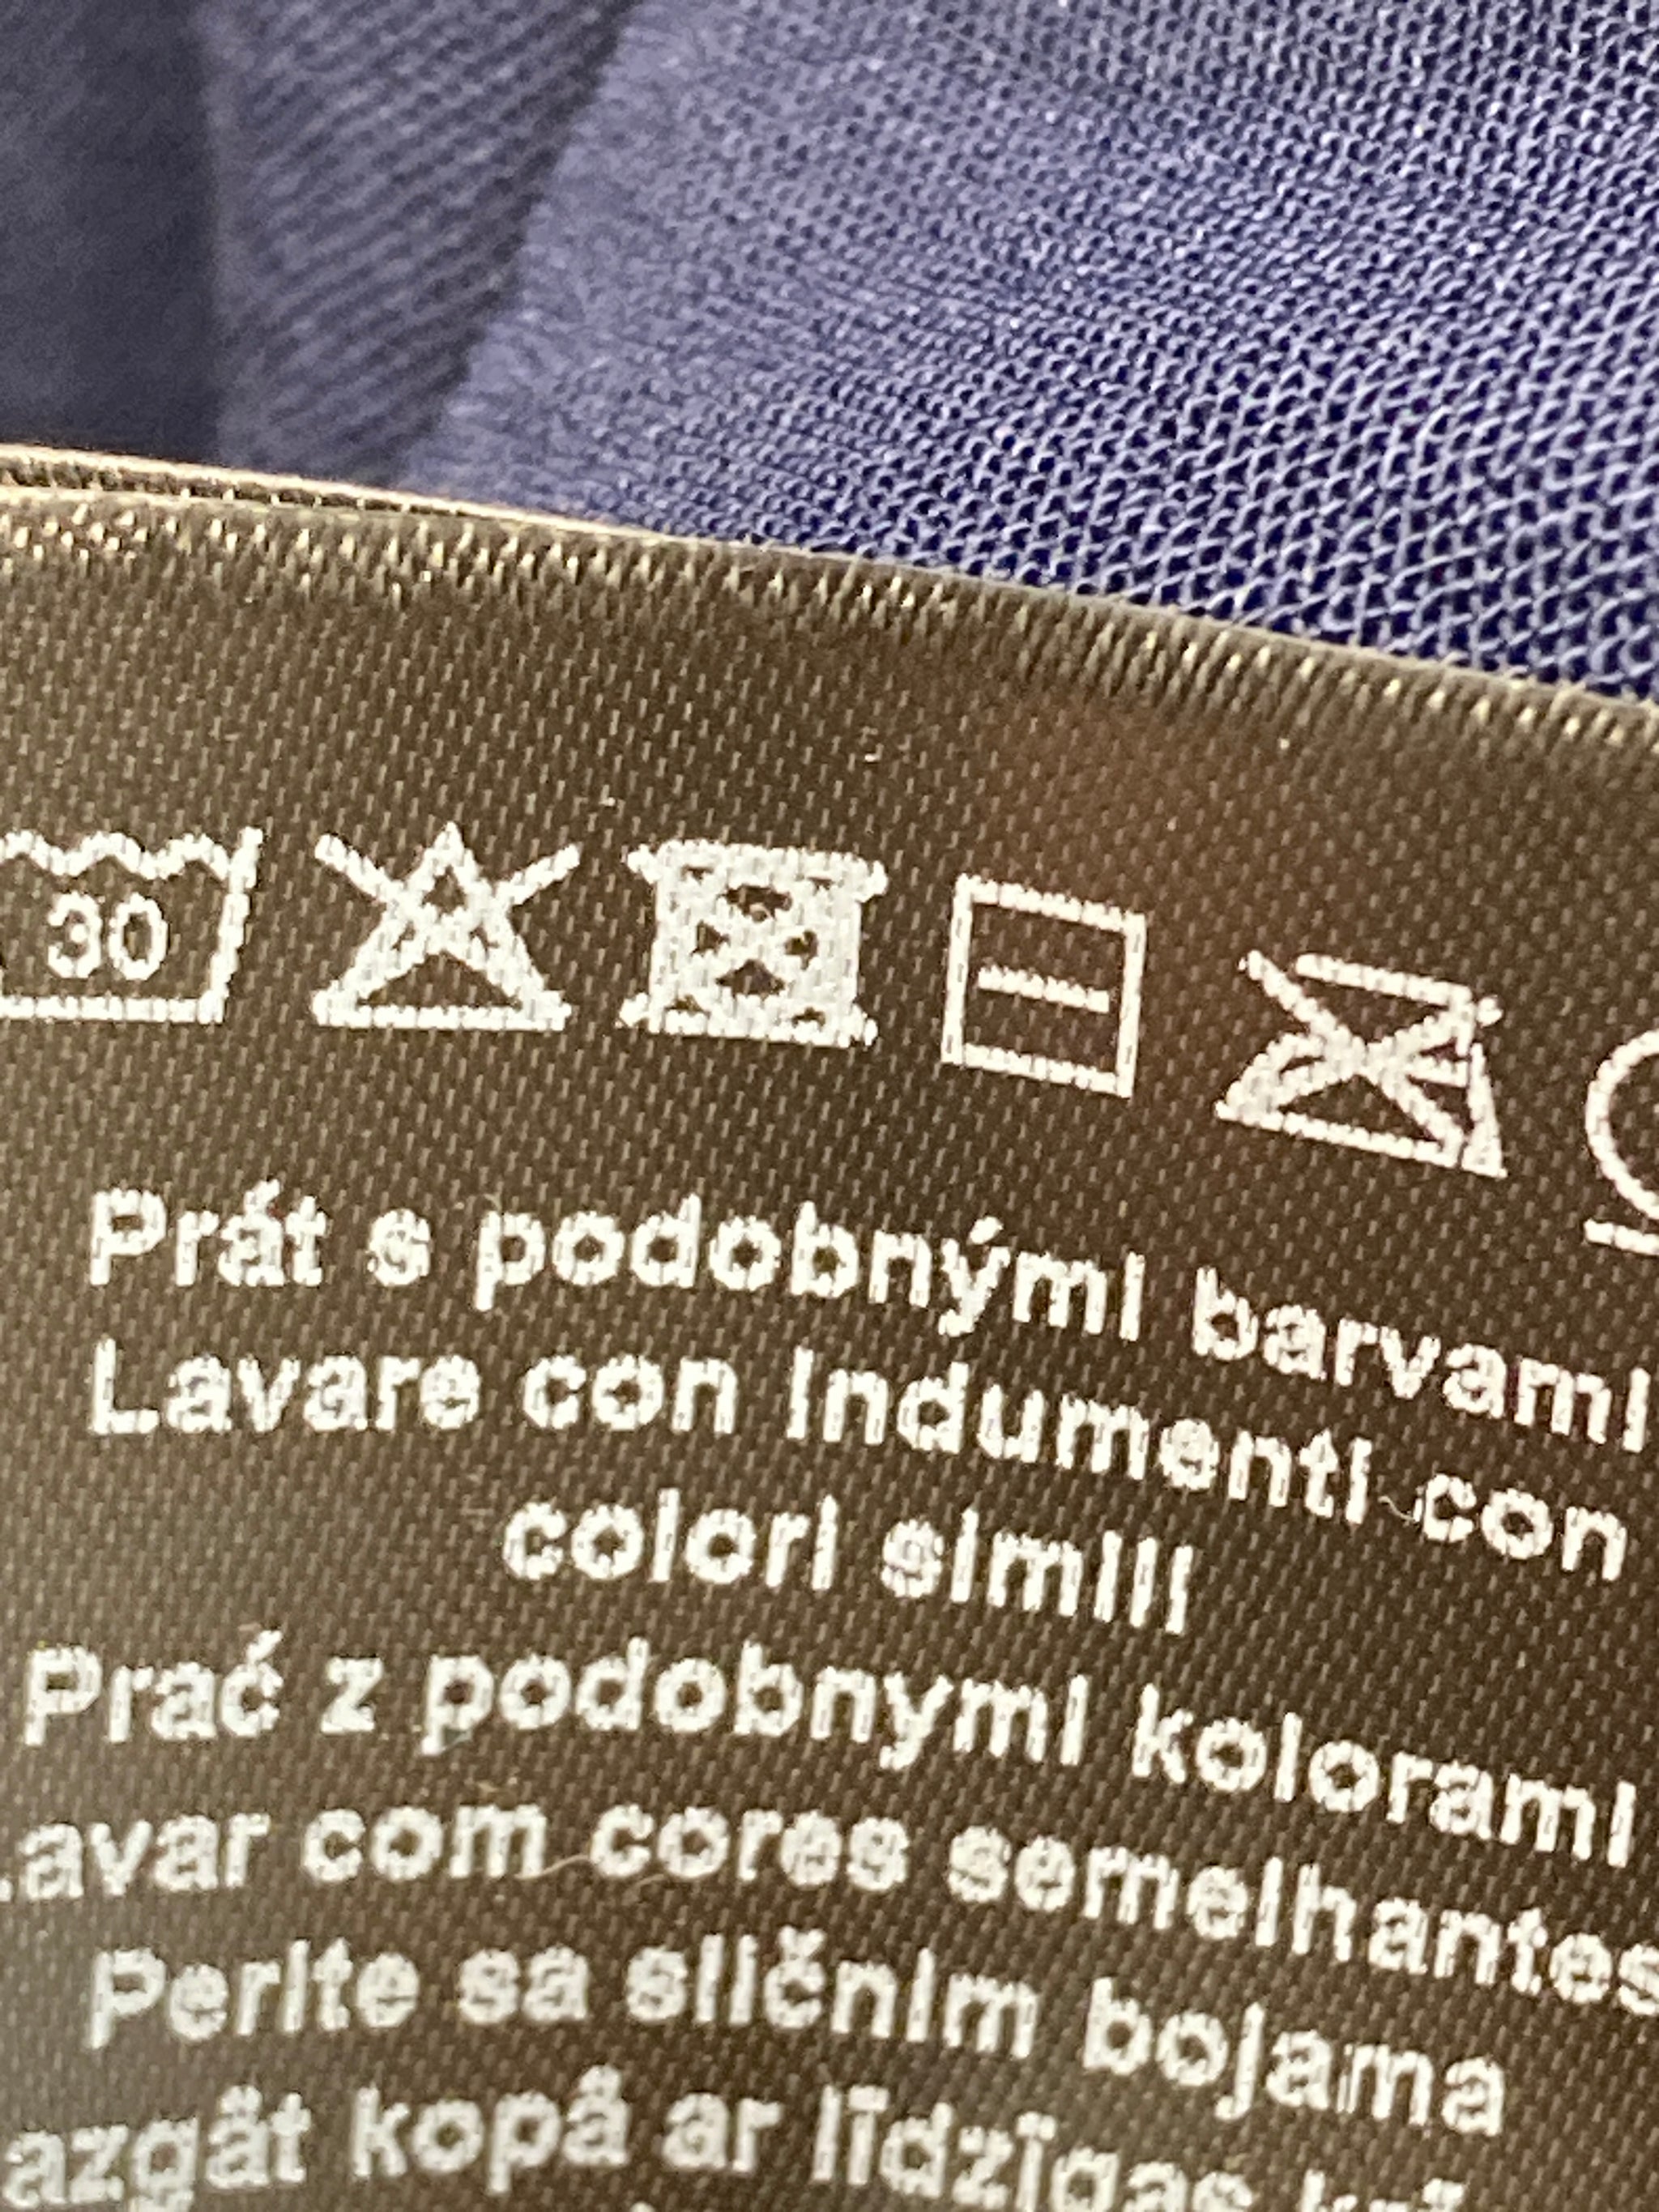 30
Prát s podobnými barvami
Lavare con indumenti con
colori simili
Prać z podobnymi kolorami
avar com cores semelhantes
Perite sa sličnim bojama
azgāt kopā ar līdzīgas